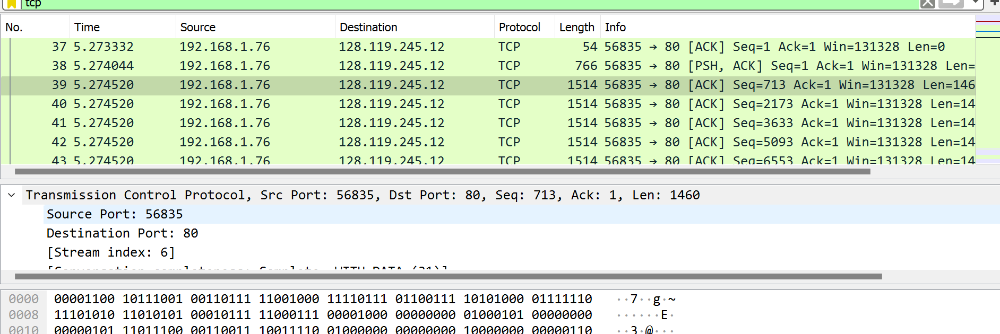 tcp
No. Time Source Destination Protocol Length Info
37 5.273332 192.168.1.76 128.119.245.12 TCP 54 56835 → 80 [ACK] Seq=1 Ack=1 Win=131328 Len=0
38 5.274044 192.168.1.76 128.119.245.12 TCP 766 56835 → 80 [PSH, ACK] Seq=1 Ack=1 Win=131328 Len=
39 5.274520 192.168.1.76 128.119.245.12 TCP 1514 56835 → 80 [ACK] Seq=713 Ack=1 Win=131328 Len=146
40 5.274520 192.168.1.76 128.119.245.12 TCP 1514 56835 → 80 [ACK] Seq=2173 Ack=1 Win=131328 Len=14
41 5.274520 192.168.1.76 128.119.245.12 TCP 1514 56835 → 80 [ACK] Seq=3633 Ack=1 Win=131328 Len=14
42 5.274520 192.168.1.76 128.119.245.12 TCP 1514 56835 → 80 [ACK] Seq=5093 Ack=1 Win=131328 Len=14
43 5.274520 192.168.1.76 128.119.245.12 TCP 1514 56835 → 80 [ACK] Seq=6553 Ack=1 Win=131328 Len=14
Transmission Control Protocol, Src Port: 56835, Dst Port: 80, Seq: 713, Ack: 1, Len: 1460
Source Port: 56835
Destination Port: 80
[Stream index: 6]
[Conversation completeness: Complete, WITH_DATA (31)]
0000 00001100 10111001 00110111 11001000 11110111 01100111 10101000 01111110 ··7··g·~
0008 11101010 11010101 00010111 11000111 00001000 00000000 01000101 00000000 ······E·
0010 00000101 11011100 00110011 10011110 01000000 00000000 10000000 00000110 ··3·@···